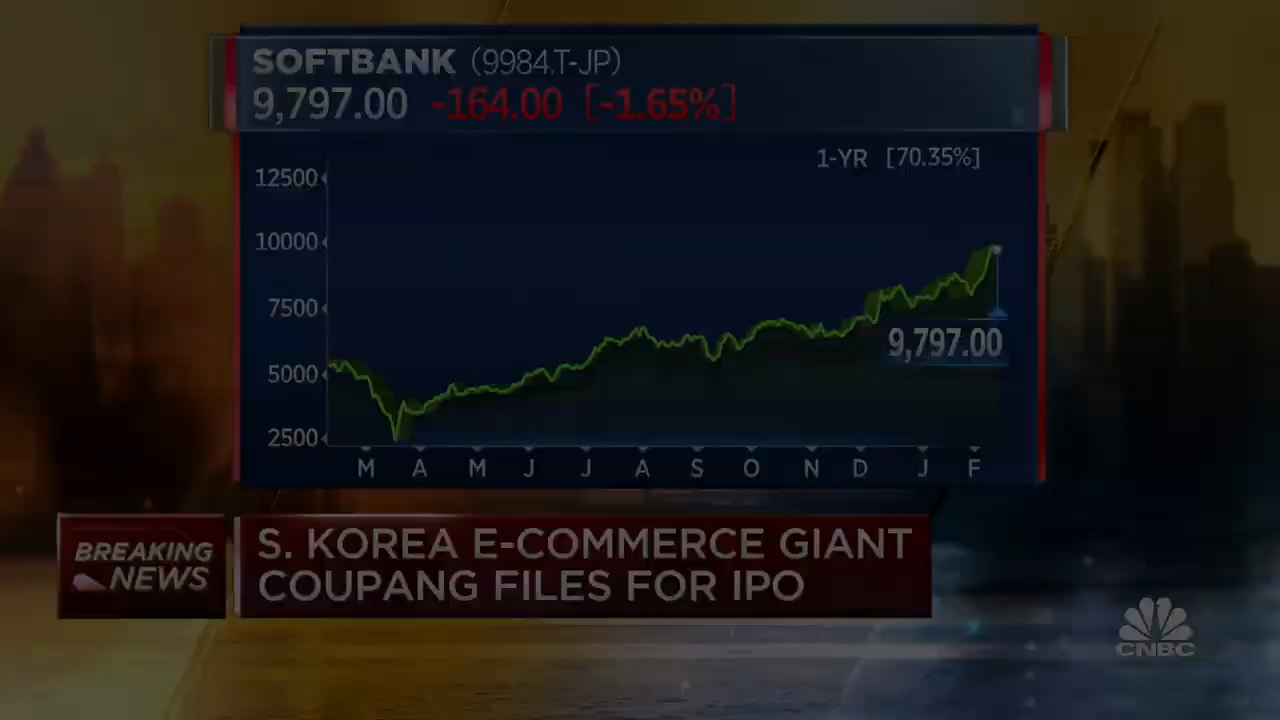 SOFTBANK (9984.T-JP)
9,797.00 -164.00 [-1.65%]
1-YR [70.35%]
12500
10000
7500
5000
2500
9,797.00
M A M J J A S O N D J F
BREAKING
NEWS
S. KOREA E-COMMERCE GIANT
COUPANG FILES FOR IPO
CNBC